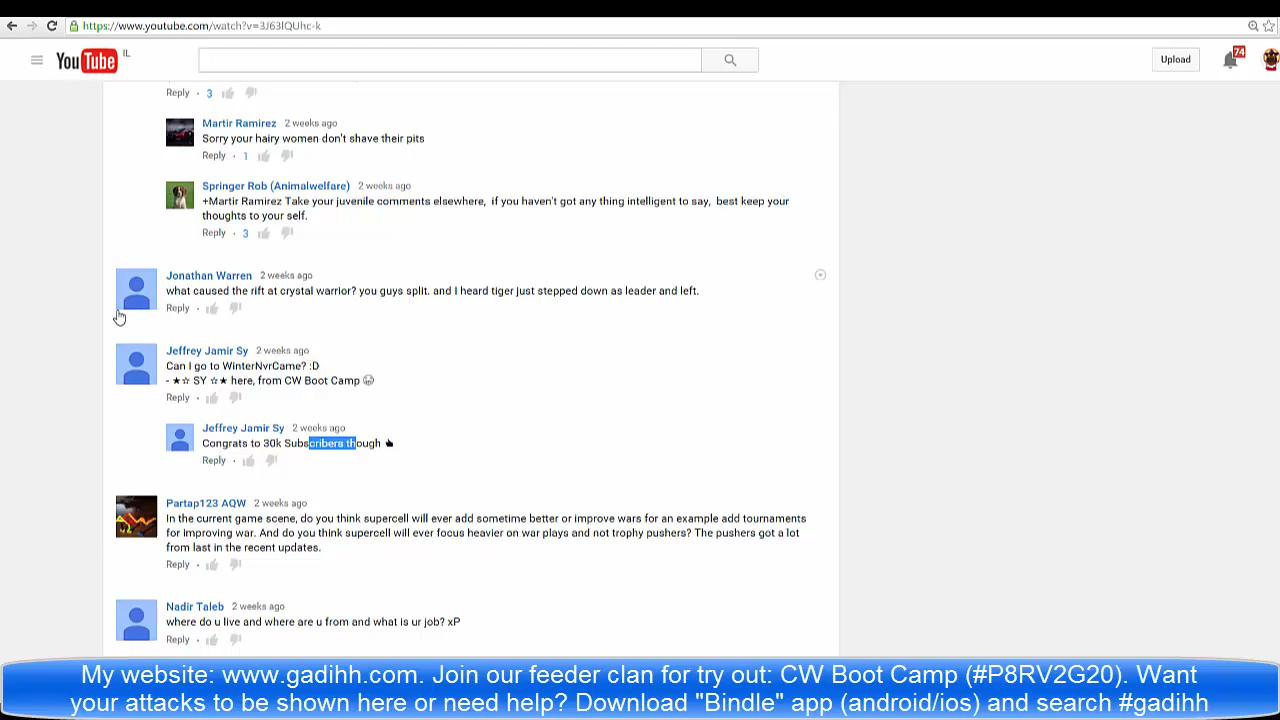 https://www.youtube.com/watch?v=3J63lQUhc-k
YouTube IL
Upload
74
Reply · 3
Martir Ramirez 2 weeks ago
Sorry your hairy women don't shave their pits
Reply · 1
Springer Rob (Animalwelfare) 2 weeks ago
+Martir Ramirez Take your juvenile comments elsewhere, if you haven't got any thing intelligent to say, best keep your
thoughts to your self.
Reply · 3
Jonathan Warren 2 weeks ago
what caused the rift at crystal warrior? you guys split. and I heard tiger just stepped down as leader and left.
Reply ·
Jeffrey Jamir Sy 2 weeks ago
Can I go to WinterNvrCame? :D
- ★☆ SY ☆★ here, from CW Boot Camp 😂
Reply ·
Jeffrey Jamir Sy 2 weeks ago
Congrats to 30k Subscribers though 👍
Reply ·
Partap123 AQW 2 weeks ago
In the current game scene, do you think supercell will ever add sometime better or improve wars for an example add tournaments
for improving war. And do you think supercell will ever focus heavier on war plays and not trophy pushers? The pushers got a lot
from last in the recent updates.
Reply ·
Nadir Taleb 2 weeks ago
where do u live and where are u from and what is ur job? xP
Reply ·
My website: www.gadihh.com. Join our feeder clan for try out: CW Boot Camp (#P8RV2G20). Want
your attacks to be shown here or need help? Download "Bindle" app (android/ios) and search #gadihh